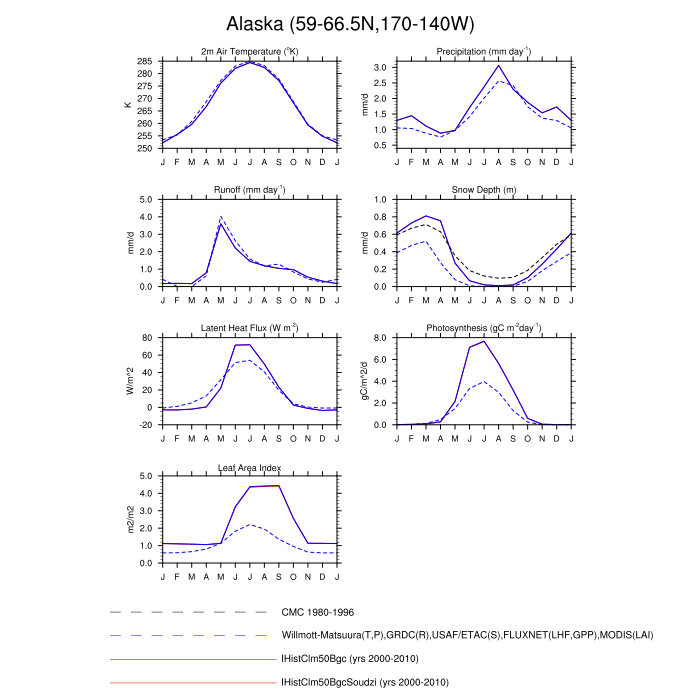 Alaska (59-66.5N,170-140W)
2m Air Temperature (°K)
285
280
275
270
265
260
255
250
K
J F M A M J J A S O N D J
Precipitation (mm day-1)
3.0
2.5
2.0
1.5
1.0
0.5
mm/d
J F M A M J J A S O N D J
Runoff (mm day-1)
5.0
4.0
3.0
2.0
1.0
0.0
mm/d
J F M A M J J A S O N D J
Snow Depth (m)
1.0
0.8
0.6
0.4
0.2
0.0
mm/d
J F M A M J J A S O N D J
Latent Heat Flux (W m-2)
80
60
40
20
0
-20
W/m^2
J F M A M J J A S O N D J
Photosynthesis (gC m-2day-1)
8.0
6.0
4.0
2.0
0.0
gC/m^2/d
J F M A M J J A S O N D J
Leaf Area Index
5.0
4.0
3.0
2.0
1.0
0.0
m2/m2
J F M A M J J A S O N D J
CMC 1980-1996
Willmott-Matsuura(T,P),GRDC(R),USAF/ETAC(S),FLUXNET(LHF,GPP),MODIS(LAI)
IHistClm50Bgc (yrs 2000-2010)
IHistClm50BgcSoudzi (yrs 2000-2010)